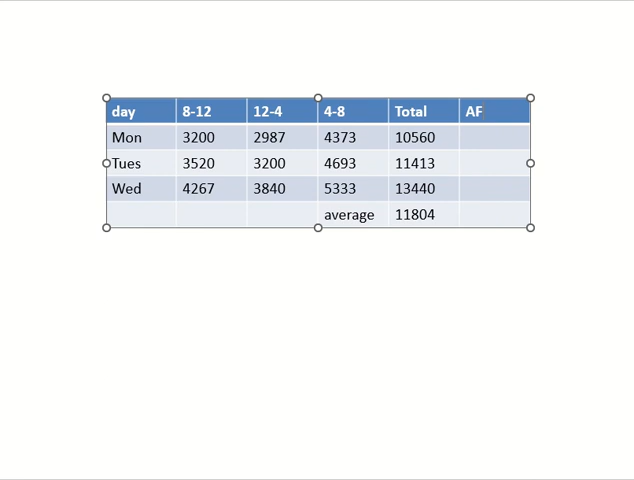 day 8-12 12-4 4-8 Total AF
Mon 3200 2987 4373 10560
Tues 3520 3200 4693 11413
Wed 4267 3840 5333 13440
average 11804